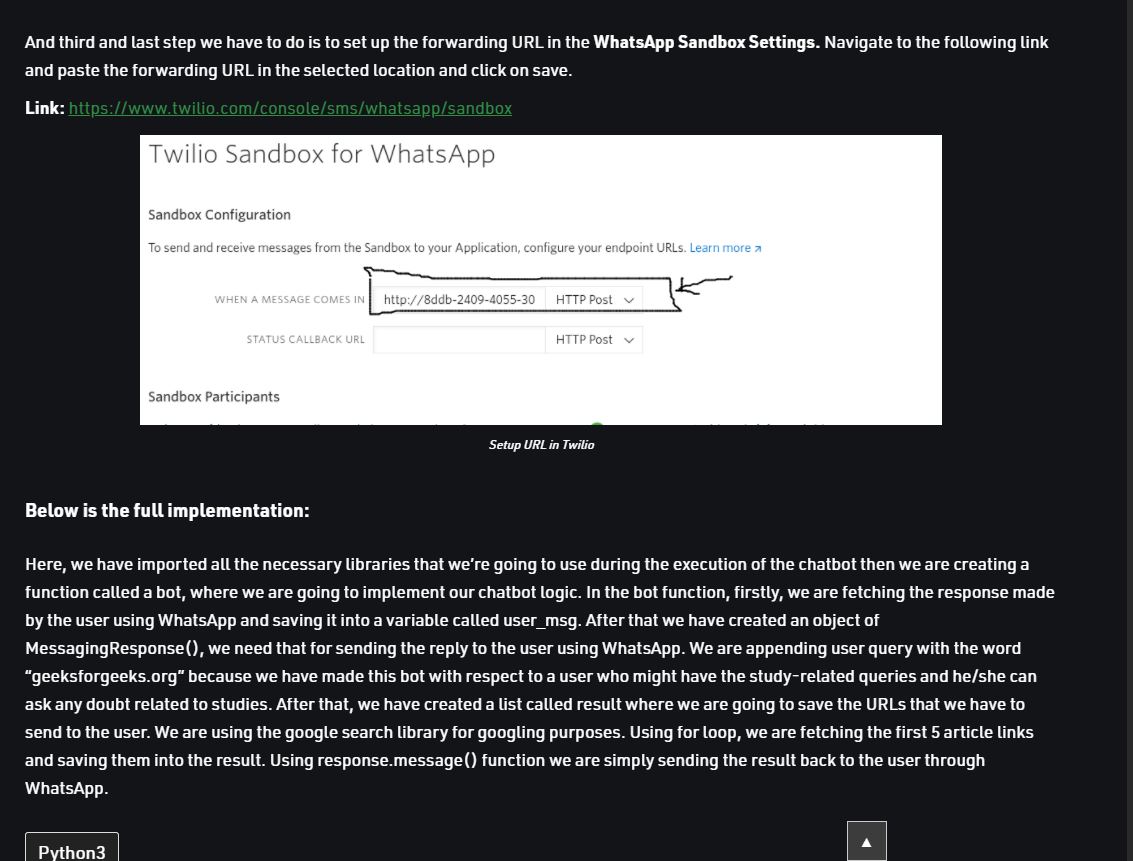 And third and last step we have to do is to set up the forwarding URL in the WhatsApp Sandbox Settings. Navigate to the following link
and paste the forwarding URL in the selected location and click on save.
Link: https://www.twilio.com/console/sms/whatsapp/sandbox
Twilio Sandbox for WhatsApp
Sandbox Configuration
To send and receive messages from the Sandbox to your Application, configure your endpoint URLs. Learn more
WHEN A MESSAGE COMES IN http://8ddb-2409-4055-30 HTTP Post
STATUS CALLBACK URL HTTP Post
Sandbox Participants
Setup URL in Twilio
Below is the full implementation:
Here, we have imported all the necessary libraries that we’re going to use during the execution of the chatbot then we are creating a
function called a bot, where we are going to implement our chatbot logic. In the bot function, firstly, we are fetching the response made
by the user using WhatsApp and saving it into a variable called user_msg. After that we have created an object of
MessagingResponse(), we need that for sending the reply to the user using WhatsApp. We are appending user query with the word
“geeksforgeeks.org” because we have made this bot with respect to a user who might have the study-related queries and he/she can
ask any doubt related to studies. After that, we have created a list called result where we are going to save the URLs that we have to
send to the user. We are using the google search library for googling purposes. Using for loop, we are fetching the first 5 article links
and saving them into the result. Using response.message() function we are simply sending the result back to the user through
WhatsApp.
Python3